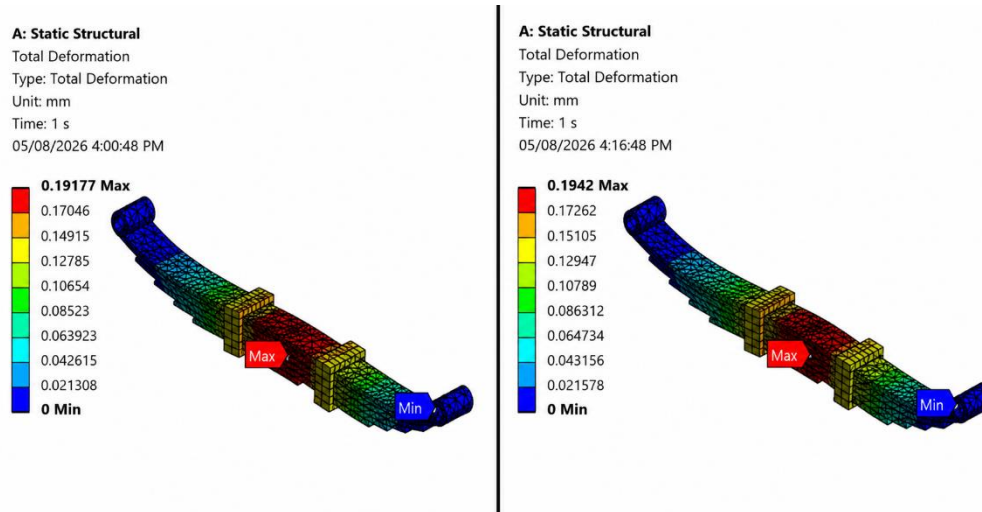 A: Static Structural
Total Deformation
Type: Total Deformation
Unit: mm
Time: 1 s
05/08/2026 4:00:48 PM
0.19177 Max
0.17046
0.14915
0.12785
0.10654
0.08523
0.063923
0.042615
0.021308
0 Min
Max
Min
A: Static Structural
Total Deformation
Type: Total Deformation
Unit: mm
Time: 1 s
05/08/2026 4:16:48 PM
0.1942 Max
0.17262
0.15105
0.12947
0.10789
0.086312
0.064734
0.043156
0.021578
0 Min
Max
Min